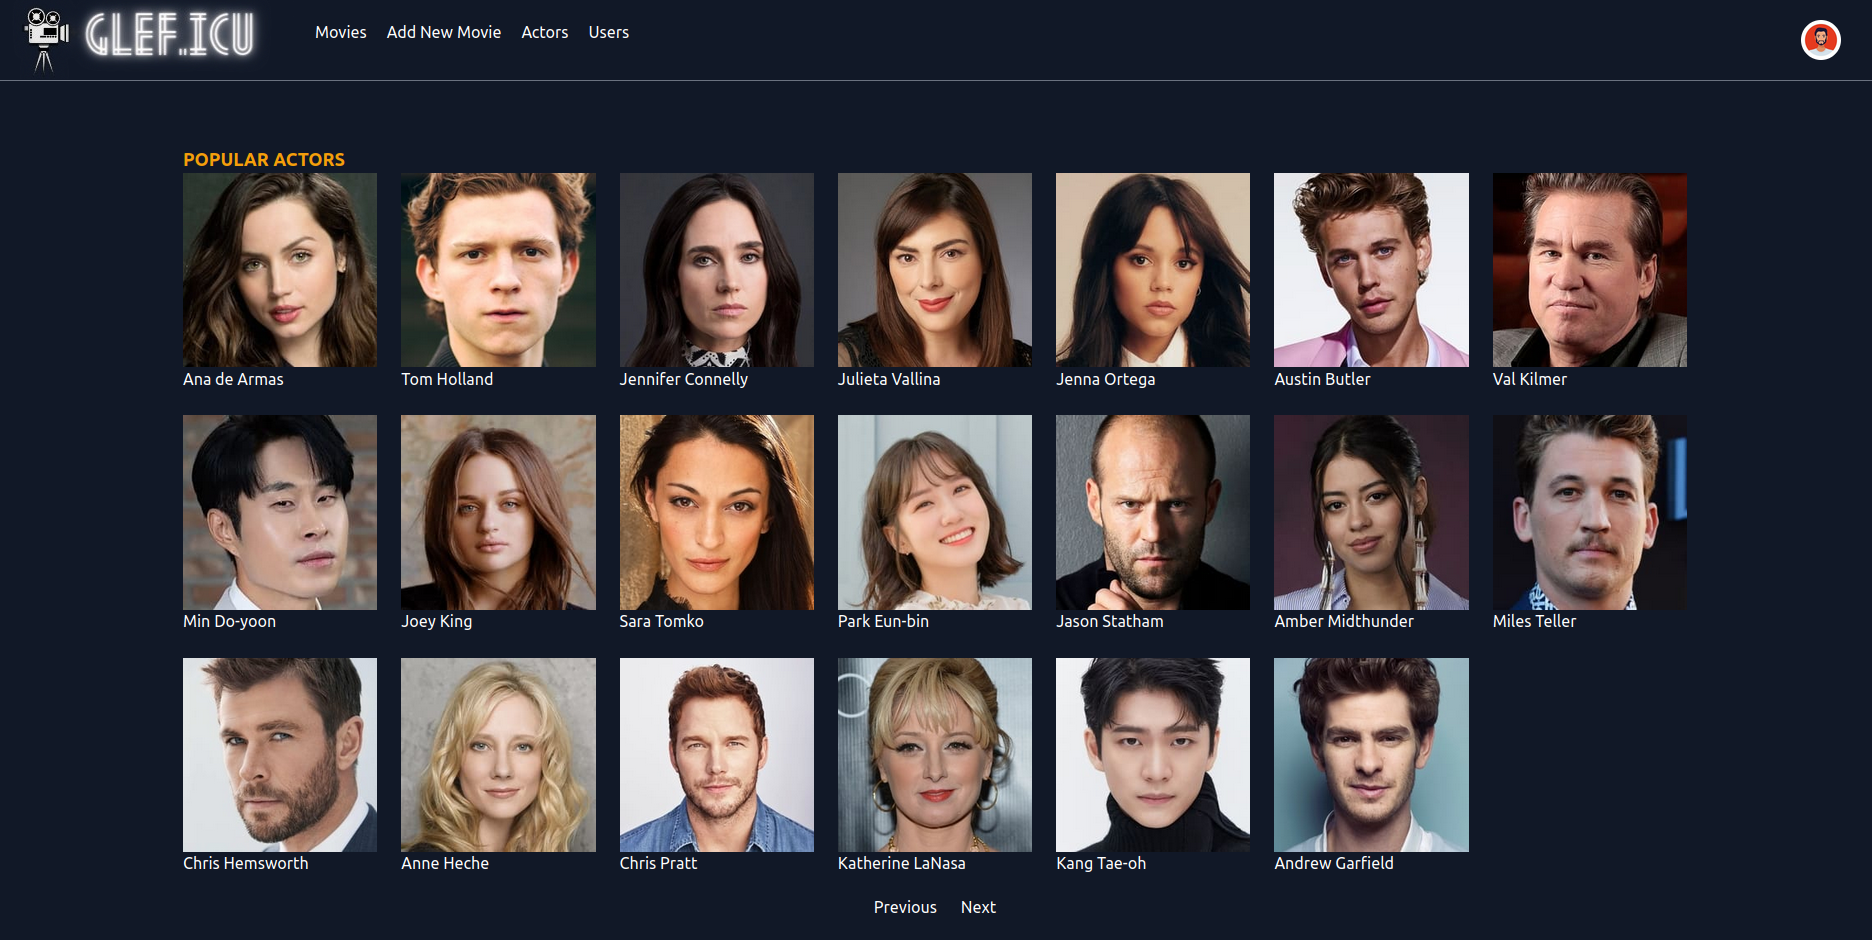 GLEF.ICU
Movies Add New Movie Actors Users
POPULAR ACTORS
Ana de Armas Tom Holland Jennifer Connelly Julieta Vallina Jenna Ortega Austin Butler Val Kilmer
Min Do-yoon Joey King Sara Tomko Park Eun-bin Jason Statham Amber Midthunder Miles Teller
Chris Hemsworth Anne Heche Chris Pratt Katherine LaNasa Kang Tae-oh Andrew Garfield
Previous Next